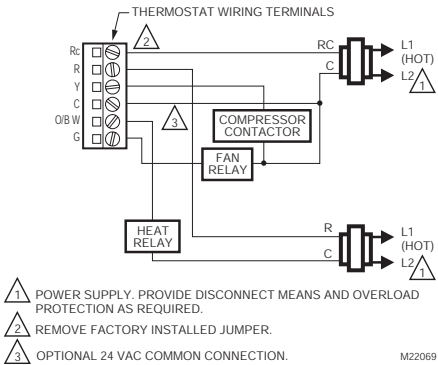 THERMOSTAT WIRING TERMINALS
2
Rc
R
Y
C
O/B W
G
3
RC
C
L1
(HOT)
L2
1
COMPRESSOR
CONTACTOR
FAN
RELAY
HEAT
RELAY
R
C
L1
(HOT)
L2
1
1 POWER SUPPLY. PROVIDE DISCONNECT MEANS AND OVERLOAD
PROTECTION AS REQUIRED.
2 REMOVE FACTORY INSTALLED JUMPER.
3 OPTIONAL 24 VAC COMMON CONNECTION.
M22069